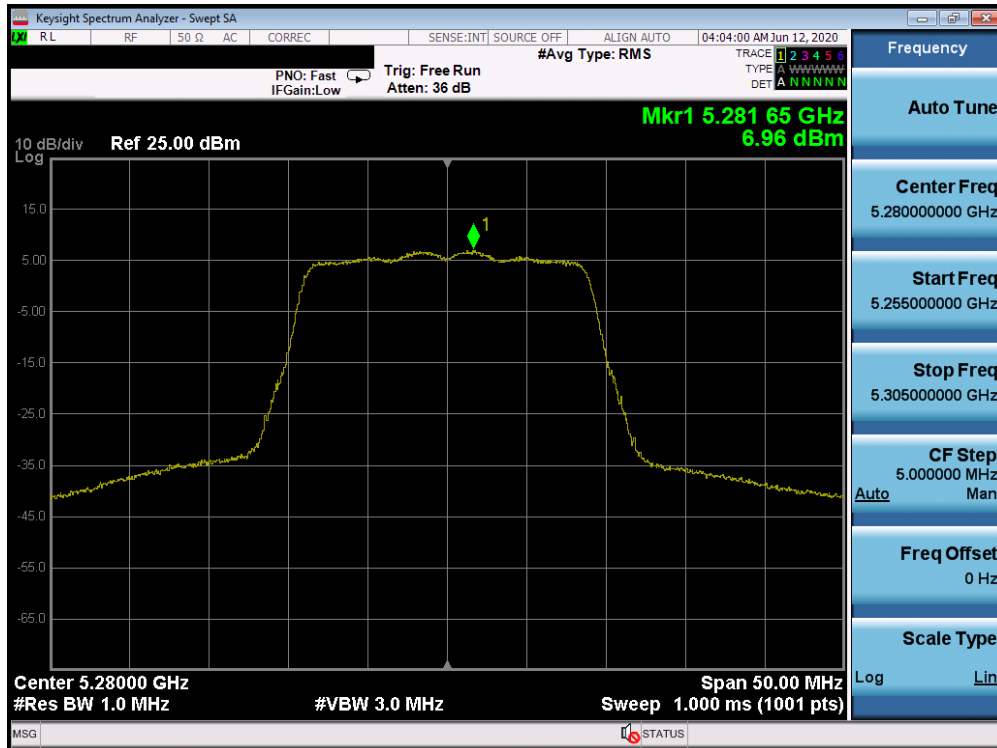 Keysight Spectrum Analyzer - Swept SA
LXI RL RF 50 Ω AC CORREC SENSE:INT SOURCE OFF ALIGN AUTO 04:04:00 AM Jun 12, 2020
Frequency
#Avg Type: RMS
TRACE 1 2 3 4 5 6
PNO: Fast
Trig: Free Run
TYPE A WWWWW
IFGain:Low
Atten: 36 dB
DET A N N N N N
Auto Tune
Mkr1 5.281 65 GHz
6.96 dBm
10 dB/div
Log
Ref 25.00 dBm
15.0
5.00
-5.00
-15.0
-25.0
-35.0
-45.0
-55.0
-65.0
1
Center Freq
5.280000000 GHz
Start Freq
5.255000000 GHz
Stop Freq
5.305000000 GHz
CF Step
5.000000 MHz
Auto Man
Freq Offset
0 Hz
Scale Type
Log Lin
Center 5.28000 GHz
Span 50.00 MHz
#Res BW 1.0 MHz
#VBW 3.0 MHz
Sweep 1.000 ms (1001 pts)
MSG
STATUS